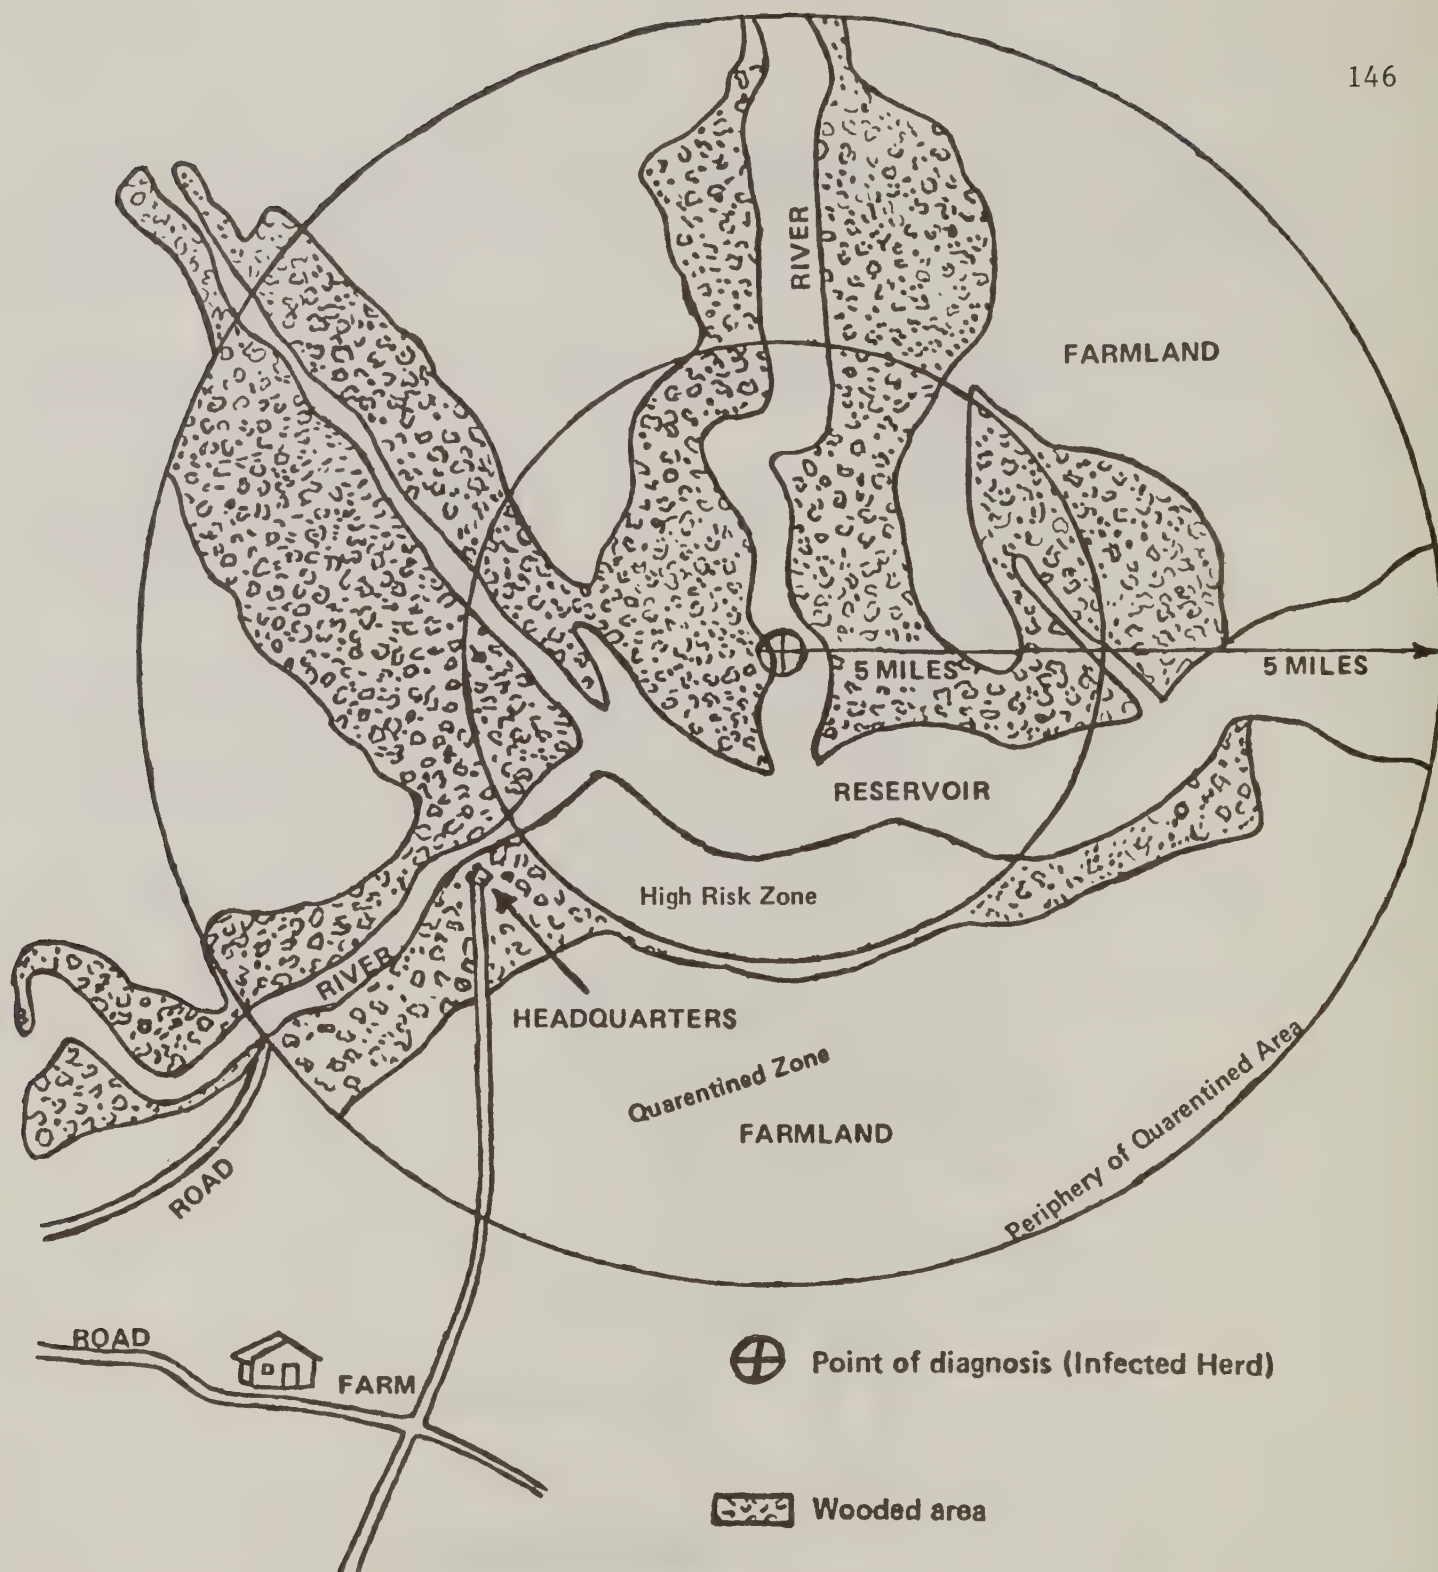 146
RIVER
FARMLAND
5 MILES
5 MILES
RESERVOIR
High Risk Zone
RIVER
HEADQUARTERS
Quarentined Zone
FARMLAND
Periphery of Quarentined Area
ROAD
ROAD
FARM
Point of diagnosis (Infected Herd)
Wooded area